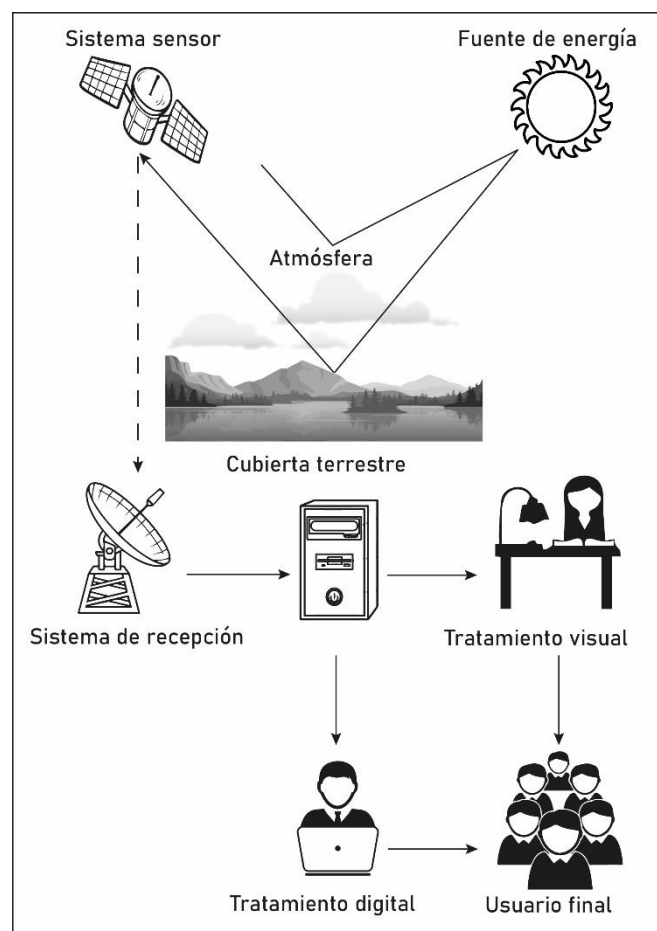 Sistema sensor
Fuente de energía
Atmósfera
Cubierta terrestre
Sistema de recepción
Tratamiento visual
Tratamiento digital
Usuario final